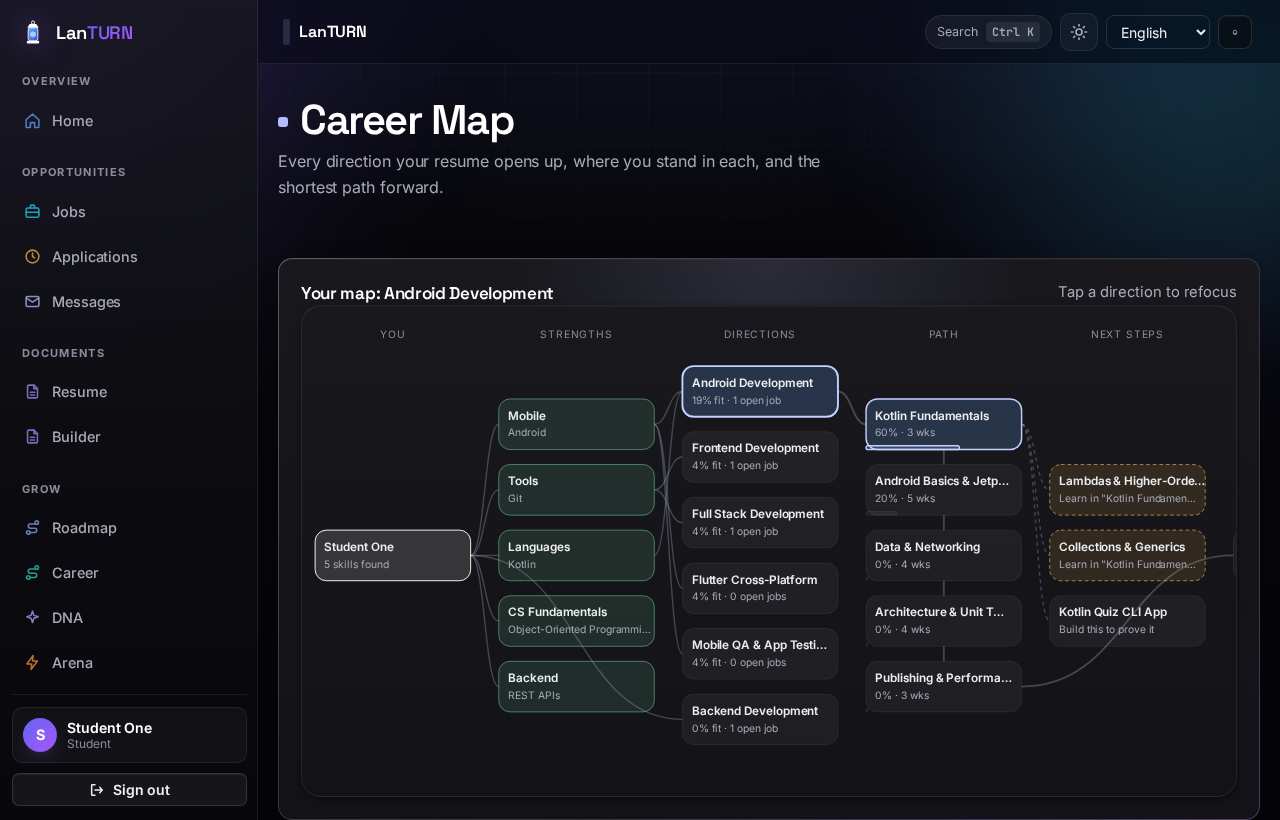 LanTURN
OVERVIEW
Home
OPPORTUNITIES
Jobs
Applications
Messages
DOCUMENTS
Resume
Builder
GROW
Roadmap
Career
DNA
Arena
S
Student One
Student
Sign out
LanTURN
Search Ctrl K
English
Career Map
Every direction your resume opens up, where you stand in each, and the
shortest path forward.
Your map: Android Development
Tap a direction to refocus
YOU
STRENGTHS
DIRECTIONS
PATH
NEXT STEPS
Student One
5 skills found
Mobile
Android
Tools
Git
Languages
Kotlin
CS Fundamentals
Object-Oriented Programmi...
Backend
REST APIs
Android Development
19% fit · 1 open job
Frontend Development
4% fit · 1 open job
Full Stack Development
4% fit · 1 open job
Flutter Cross-Platform
4% fit · 0 open jobs
Mobile QA & App Testi...
4% fit · 0 open jobs
Backend Development
0% fit · 1 open job
Kotlin Fundamentals
60% · 3 wks
Android Basics & Jetp...
20% · 5 wks
Data & Networking
0% · 4 wks
Architecture & Unit T...
0% · 4 wks
Publishing & Performa...
0% · 3 wks
Lambdas & Higher-Orde...
Learn in "Kotlin Fundamen...
Collections & Generics
Learn in "Kotlin Fundamen...
Kotlin Quiz CLI App
Build this to prove it